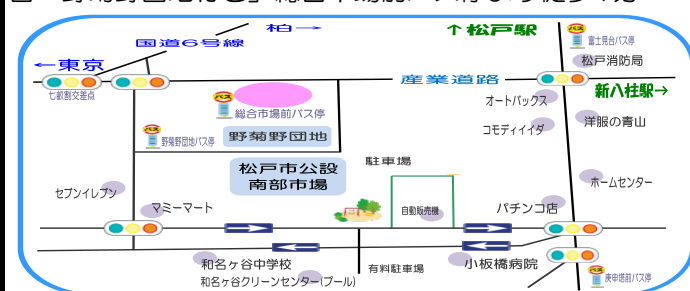 柏→
↑松戸駅
国道6号線
←東京
富士見台バス停
松戸消防局
産業道路
新八柱駅→
七畝割交差点
オートバックス
総合市場前バス停
コモディイイダ
洋服の青山
野菊野団地バス停
野菊野団地
駐車場
松戸市公設
南部市場
ホームセンター
セブンイレブン
マミーマート
自動販売機
パチンコ店
和名ヶ谷中学校
有料駐車場
小板橋病院
和名ヶ谷クリーンセンター(プール)
庚申塔前バス停